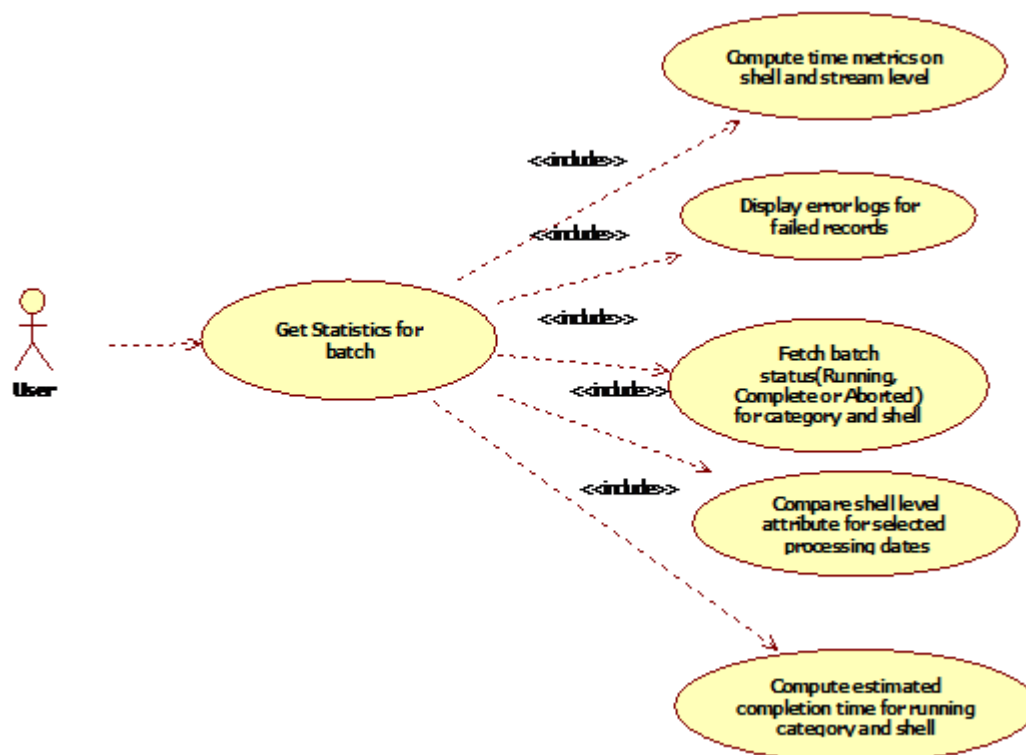 Compute time metrics on
shell and stream level
<<include>>
Display error logs for
failed records
<<include>>
<<include>>
Get Statistics for
batch
Fetch batch
status(Running,
Complete or Aborted)
for category and shell
<<include>>
User
<<include>>
Compare shell level
attribute for selected
processing dates
Compute estimated
completion time for running
category and shell